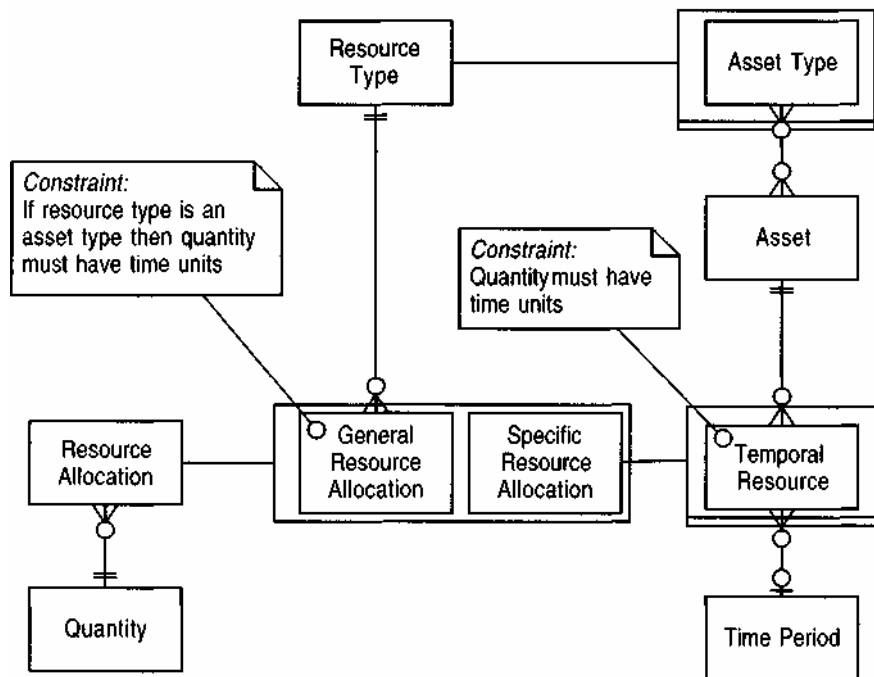 Resource
Type
Asset Type
Constraint:
If resource type is an
asset type then quantity
must have time units
Asset
Constraint:
Quantity must have
time units
Resource
Allocation
General
Resource
Allocation
Specific
Resource
Allocation
Temporal
Resource
Quantity
Time Period